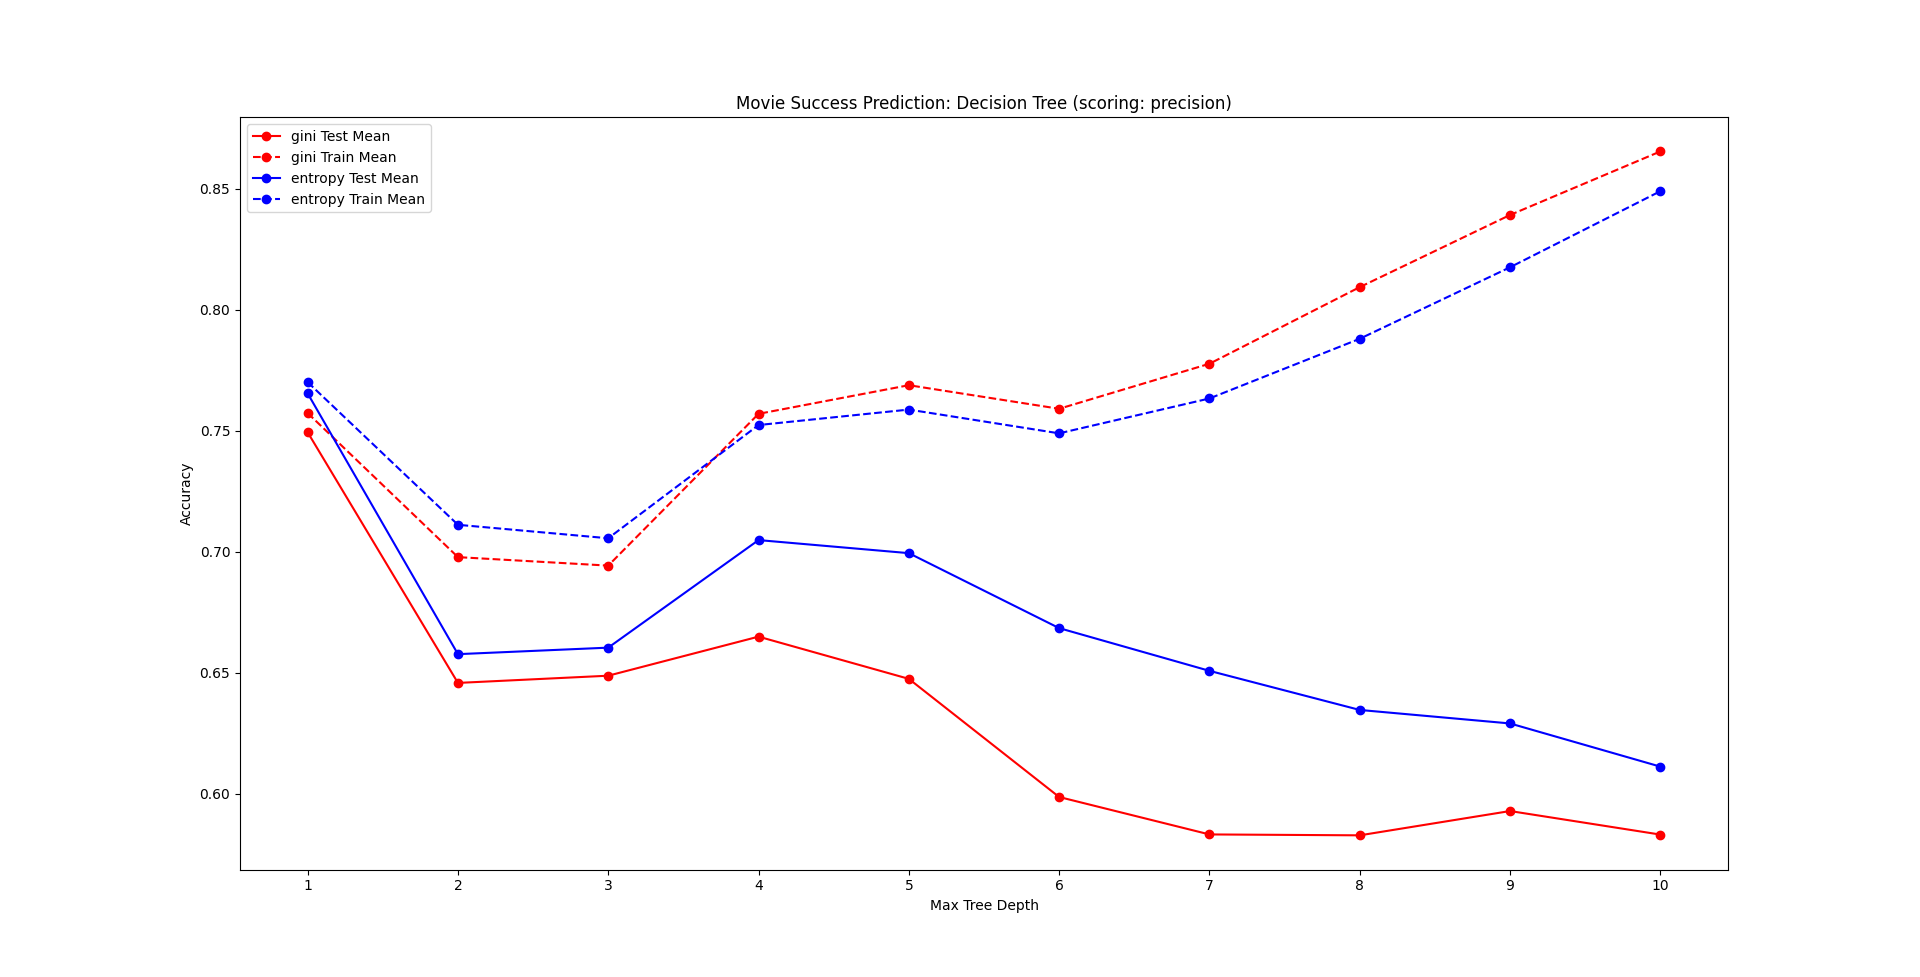 Movie Success Prediction: Decision Tree (scoring: precision)
gini Test Mean
gini Train Mean
entropy Test Mean
entropy Train Mean
0.85
0.80
0.75
0.70
0.65
0.60
Accuracy
1 2 3 4 5 6 7 8 9 10
Max Tree Depth